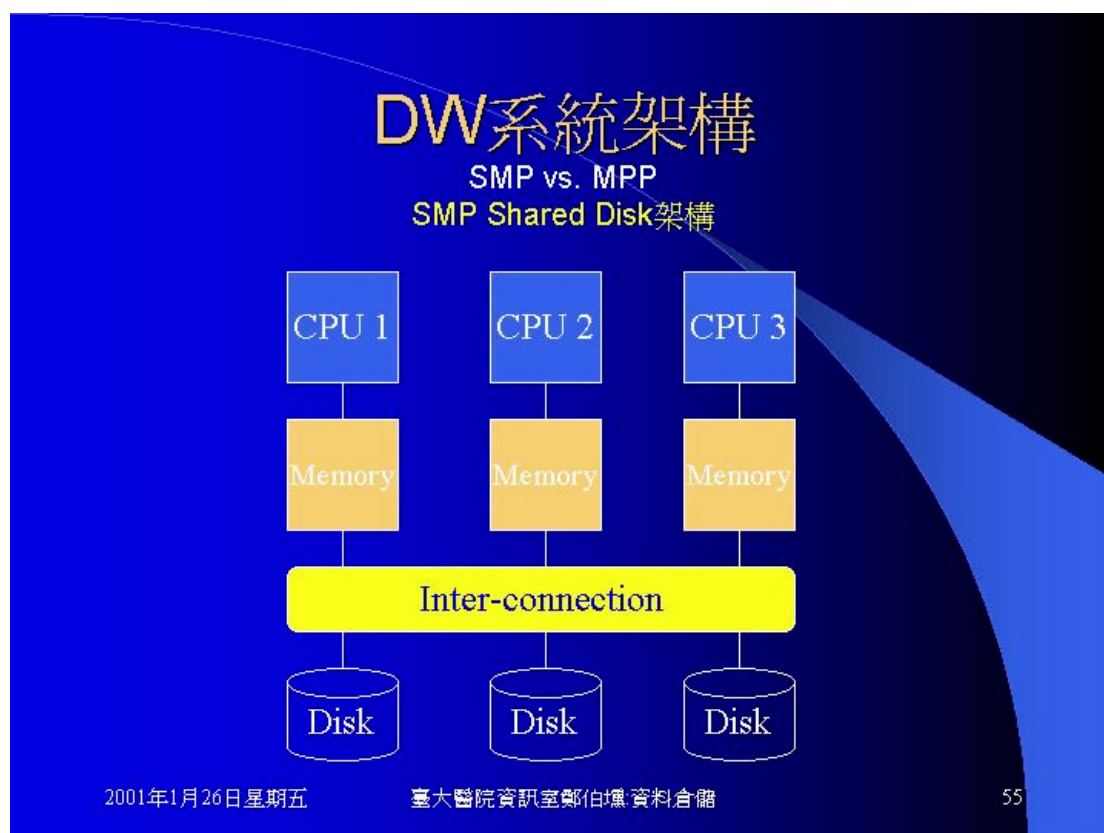 DW系統架構
SMP vs. MPP
SMP Shared Disk架構
CPU 1
CPU 2
CPU 3
Memory
Memory
Memory
Inter-connection
Disk
Disk
Disk
2001年1月26日星期五
臺大醫院資訊室鄭伯壎:資料倉儲
55